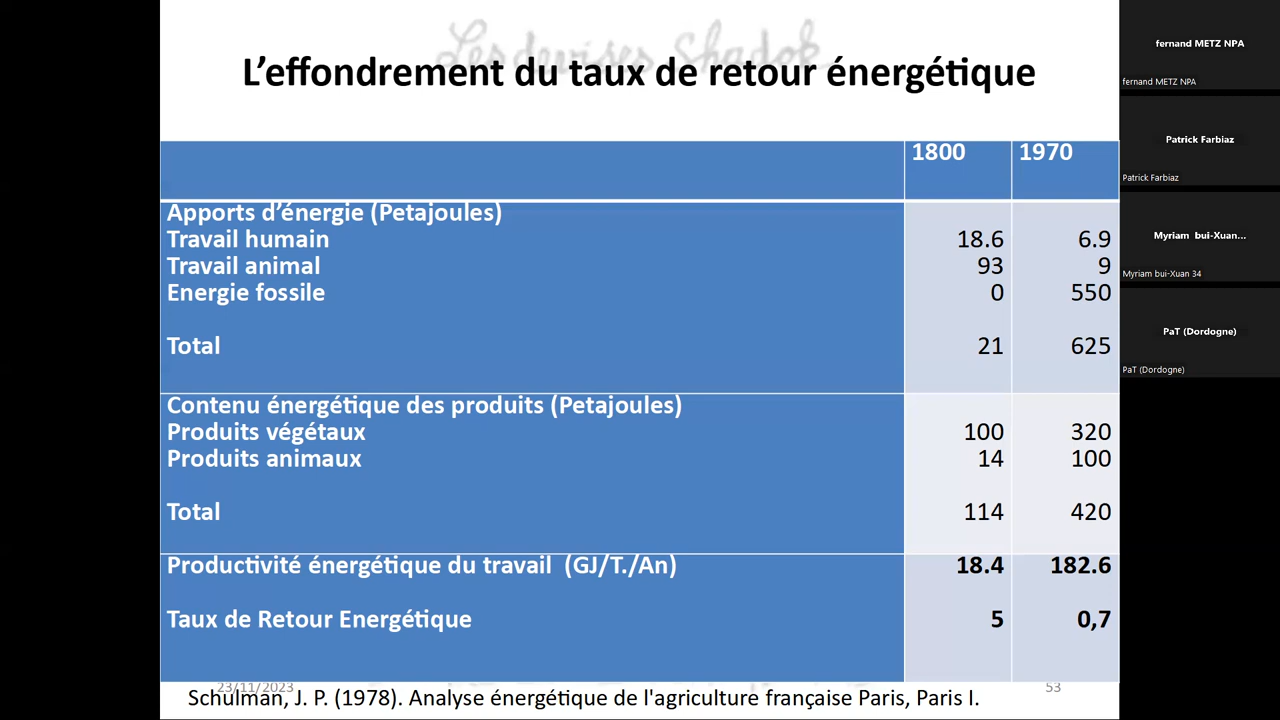 Les devises Shadok
L’effondrement du taux de retour énergétique
1800 1970
Apports d’énergie (Petajoules)
Travail humain 18.6 6.9
Travail animal 93 9
Energie fossile 0 550
Total 21 625
Contenu énergétique des produits (Petajoules)
Produits végétaux 100 320
Produits animaux 14 100
Total 114 420
Productivité énergétique du travail (GJ/T./An) 18.4 182.6
Taux de Retour Energétique 5 0,7
23/11/2023 53
Schulman, J. P. (1978). Analyse énergétique de l'agriculture française Paris, Paris I.
fernand METZ NPA
fernand METZ NPA
Patrick Farbiaz
Patrick Farbiaz
Myriam bui-Xuan...
Myriam bui-Xuan 34
PaT (Dordogne)
PaT (Dordogne)